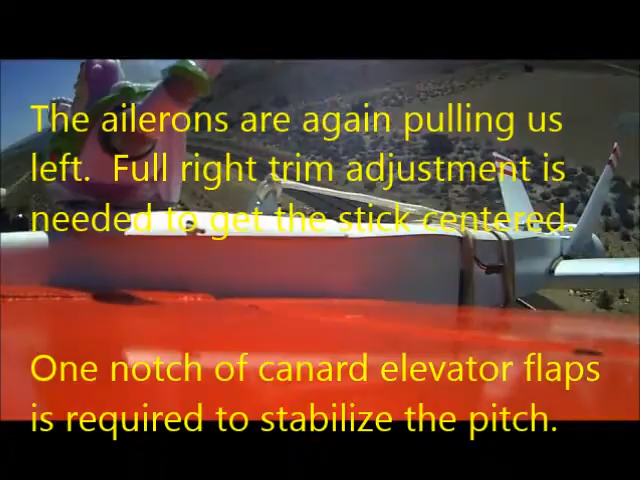 The ailerons are again pulling us
left.  Full right trim adjustment is
needed to get the stick centered.
One notch of canard elevator flaps
is required to stabilize the pitch.